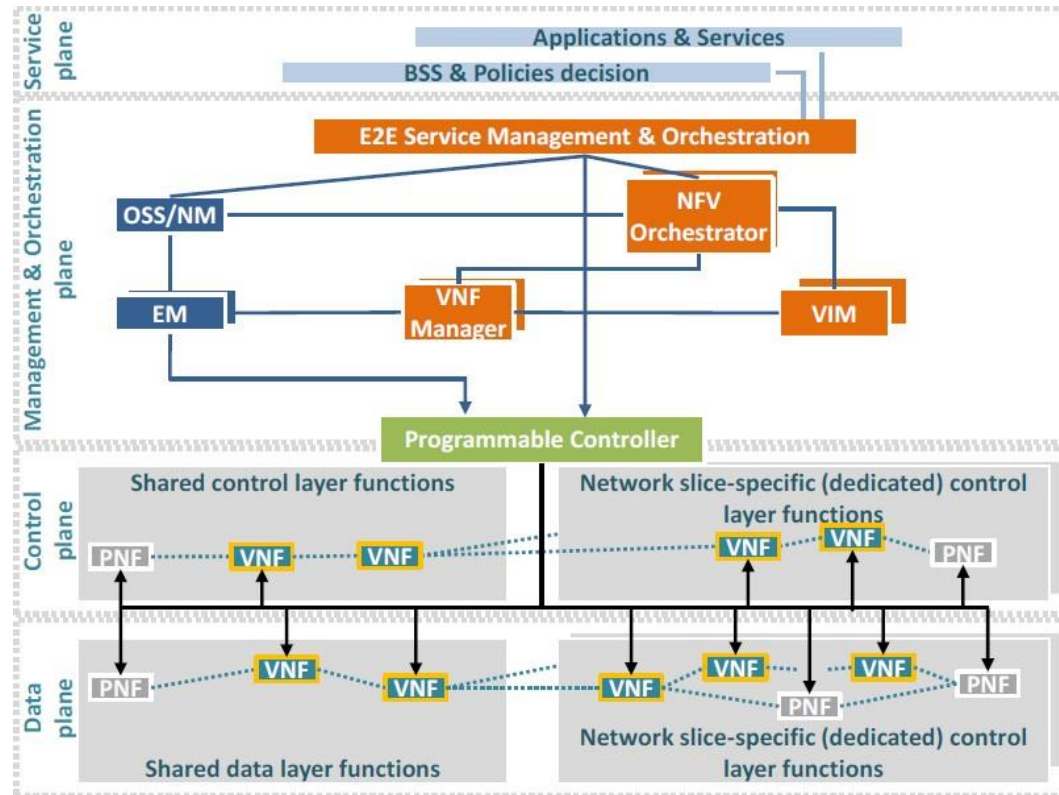 Service
plane
Applications & Services
BSS & Policies decision
Management & Orchestration
plane
E2E Service Management & Orchestration
OSS/NM
NFV
Orchestrator
EM
VNF
Manager
VIM
Programmable Controller
Control
plane
Shared control layer functions
Network slice-specific (dedicated) control
layer functions
PNF
VNF
VNF
VNF
VNF
PNF
Data
plane
PNF
VNF
VNF
VNF
VNF
PNF
VNF
PNF
Shared data layer functions
Network slice-specific (dedicated) control
layer functions